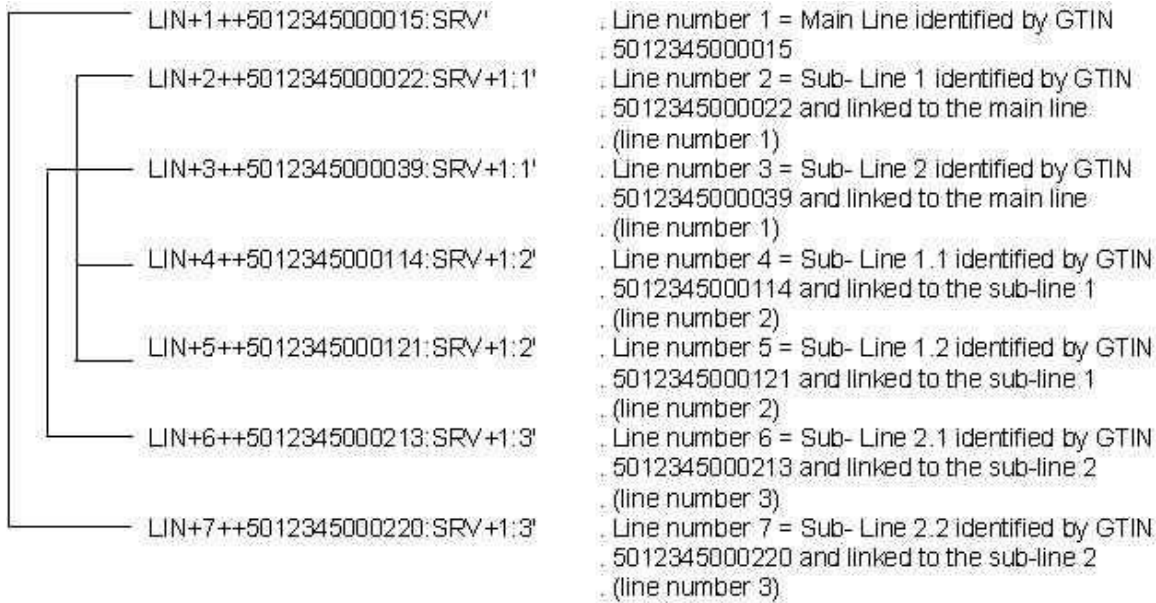 LIN+1++5012345000015:SRV' . Line number 1 = Main Line identified by GTIN
. 5012345000015
LIN+2++5012345000022:SRV+1:1' . Line number 2 = Sub- Line 1 identified by GTIN
. 5012345000022 and linked to the main line
. (line number 1)
LIN+3++5012345000039:SRV+1:1' . Line number 3 = Sub- Line 2 identified by GTIN
. 5012345000039 and linked to the main line
. (line number 1)
LIN+4++5012345000114:SRV+1:2' . Line number 4 = Sub- Line 1.1 identified by GTIN
. 5012345000114 and linked to the sub-line 1
. (line number 2)
LIN+5++5012345000121:SRV+1:2' . Line number 5 = Sub- Line 1.2 identified by GTIN
. 5012345000121 and linked to the sub-line 1
. (line number 2)
LIN+6++5012345000213:SRV+1:3' . Line number 6 = Sub- Line 2.1 identified by GTIN
. 5012345000213 and linked to the sub-line 2
. (line number 3)
LIN+7++5012345000220:SRV+1:3' . Line number 7 = Sub- Line 2.2 identified by GTIN
. 5012345000220 and linked to the sub-line 2
. (line number 3)